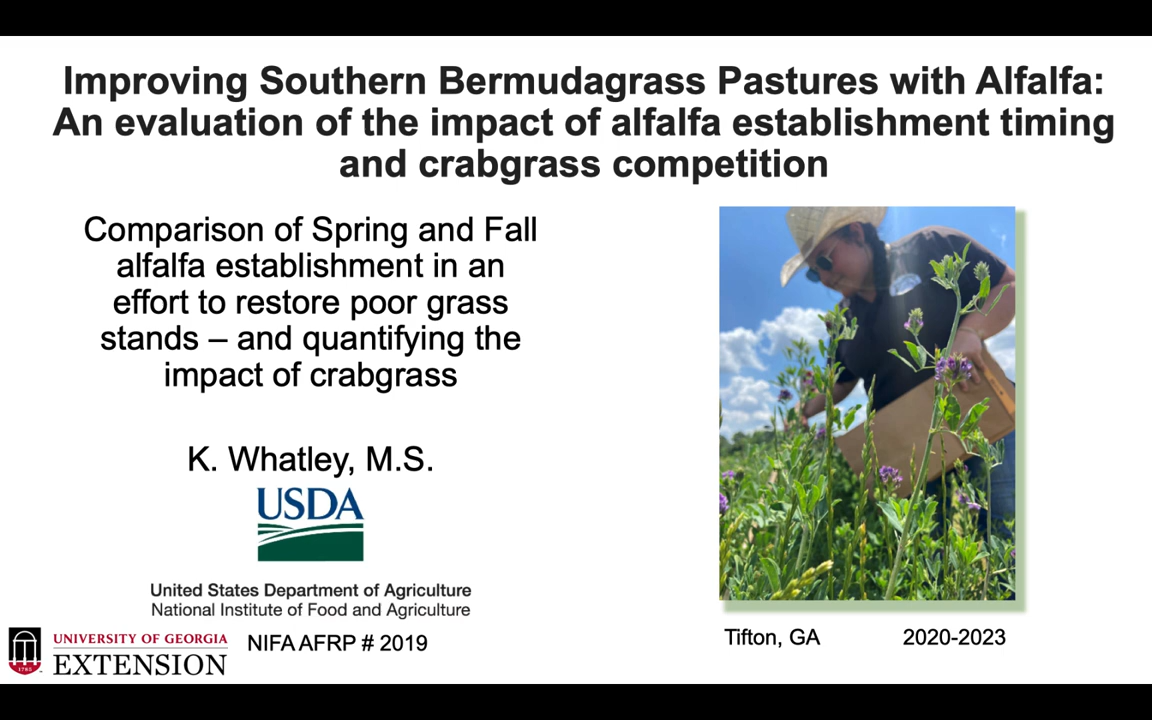 Improving Southern Bermudagrass Pastures with Alfalfa:
An evaluation of the impact of alfalfa establishment timing
and crabgrass competition
Comparison of Spring and Fall
alfalfa establishment in an
effort to restore poor grass
stands – and quantifying the
impact of crabgrass
K. Whatley, M.S.
USDA
United States Department of Agriculture
National Institute of Food and Agriculture
NIFA AFRP # 2019
1785
UNIVERSITY OF GEORGIA
EXTENSION
Tifton, GA 2020-2023